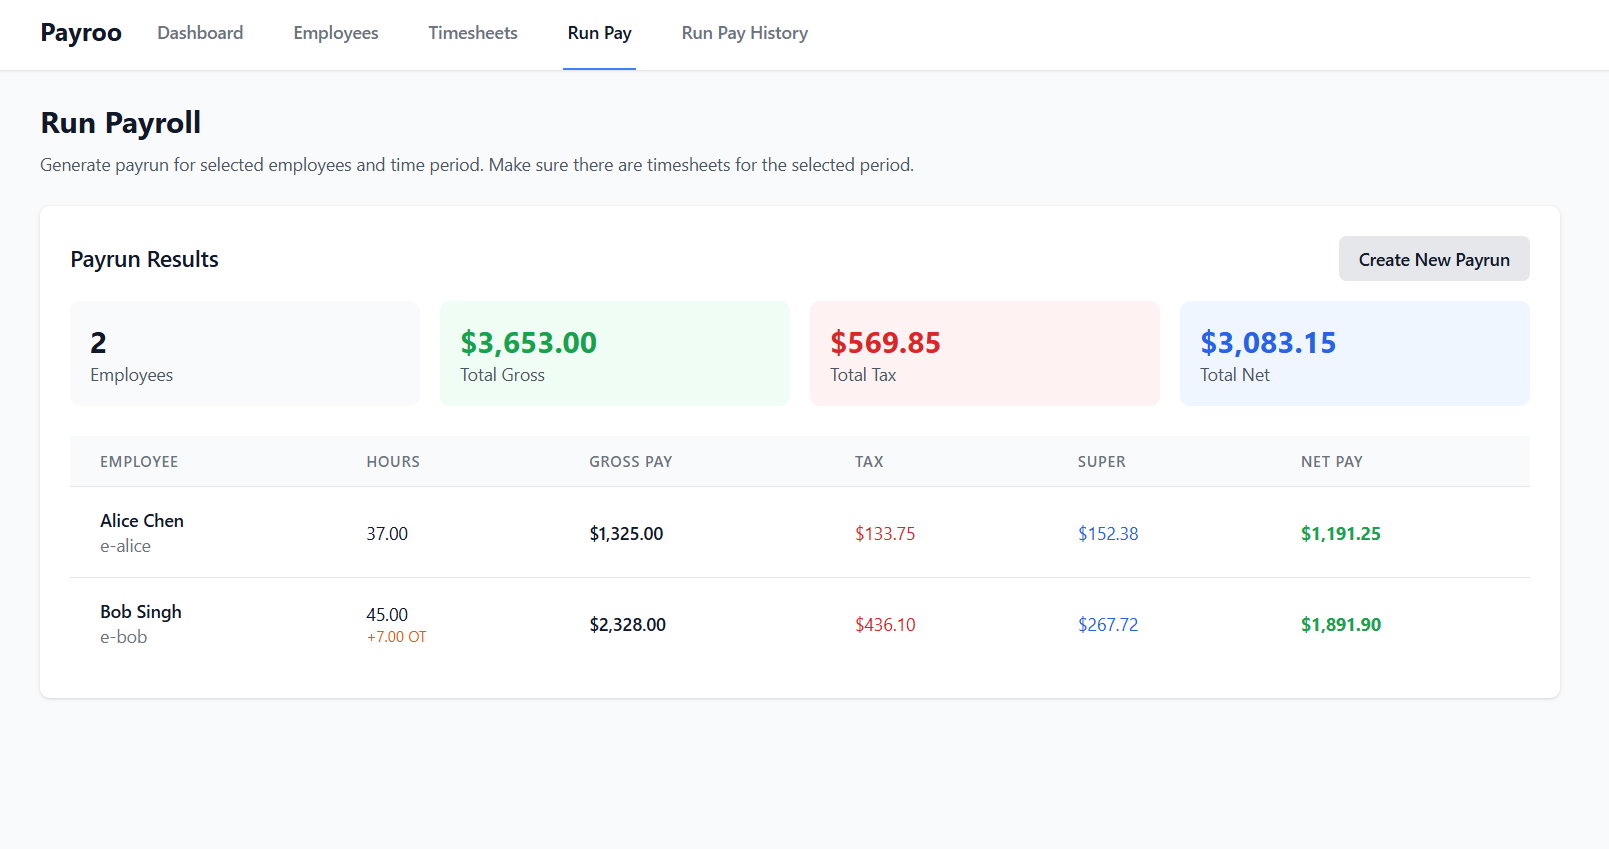 Payroo Dashboard Employees Timesheets Run Pay Run Pay History
Run Payroll
Generate payrun for selected employees and time period. Make sure there are timesheets for the selected period.
Payrun Results Create New Payrun
2 $3,653.00 $569.85 $3,083.15
Employees Total Gross Total Tax Total Net
EMPLOYEE HOURS GROSS PAY TAX SUPER NET PAY
Alice Chen
e-alice
37.00 $1,325.00 $133.75 $152.38 $1,191.25
Bob Singh
e-bob
45.00
+7.00 OT
$2,328.00 $436.10 $267.72 $1,891.90